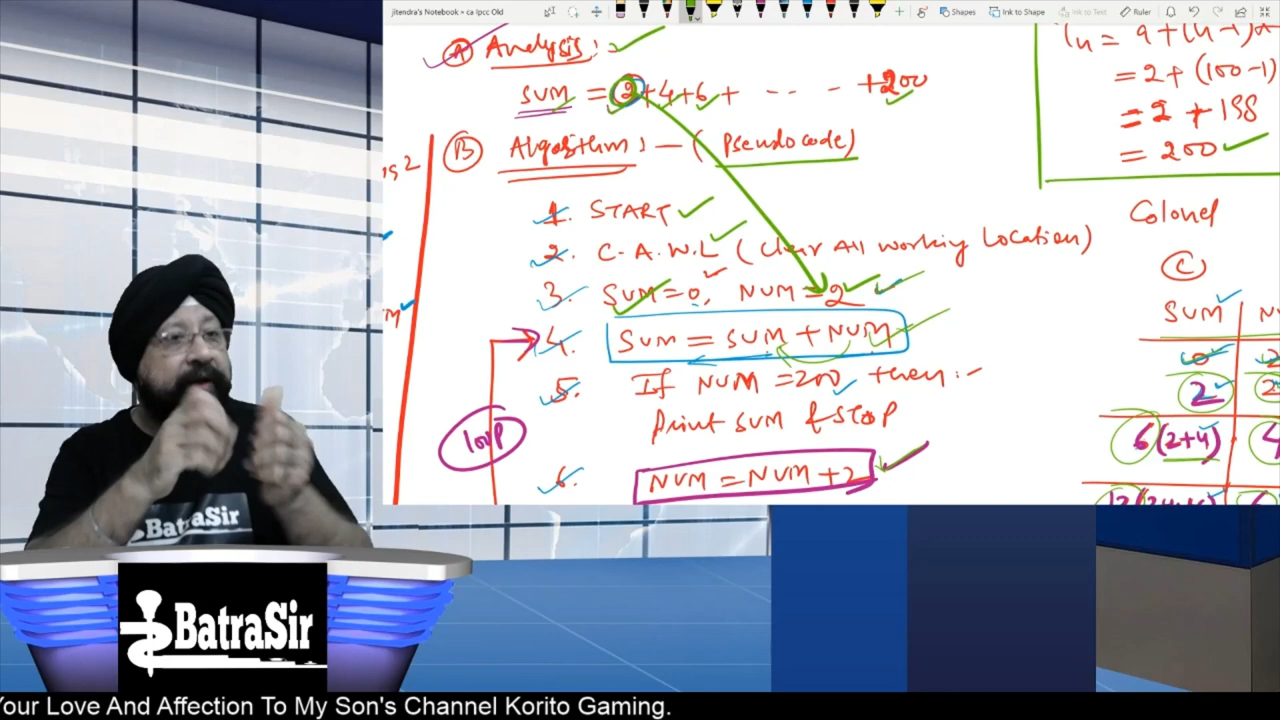 jitendra's Notebook » ca Ipcc Old
Shapes
Ink to Shape
Ink to Text
Ruler
A Analysis:
SUM = 2+4+6+ - - - - +200
B Algorithm: - (Pseudocode)
1. START
2. C.A.W.L (Clear All Working Location)
3. SUM=0, NUM=2
4. SUM = SUM + NUM
5. If NUM=200 then:-
Print SUM & Stop
6. NUM = NUM+2
loop
= 2 + (100-1)
= 2 + 198
= 200
Colonel
C
SUM
0
2
6(2+4)
BatraSir
BatraSir
Your Love And Affection To My Son's Channel Korito Gaming.